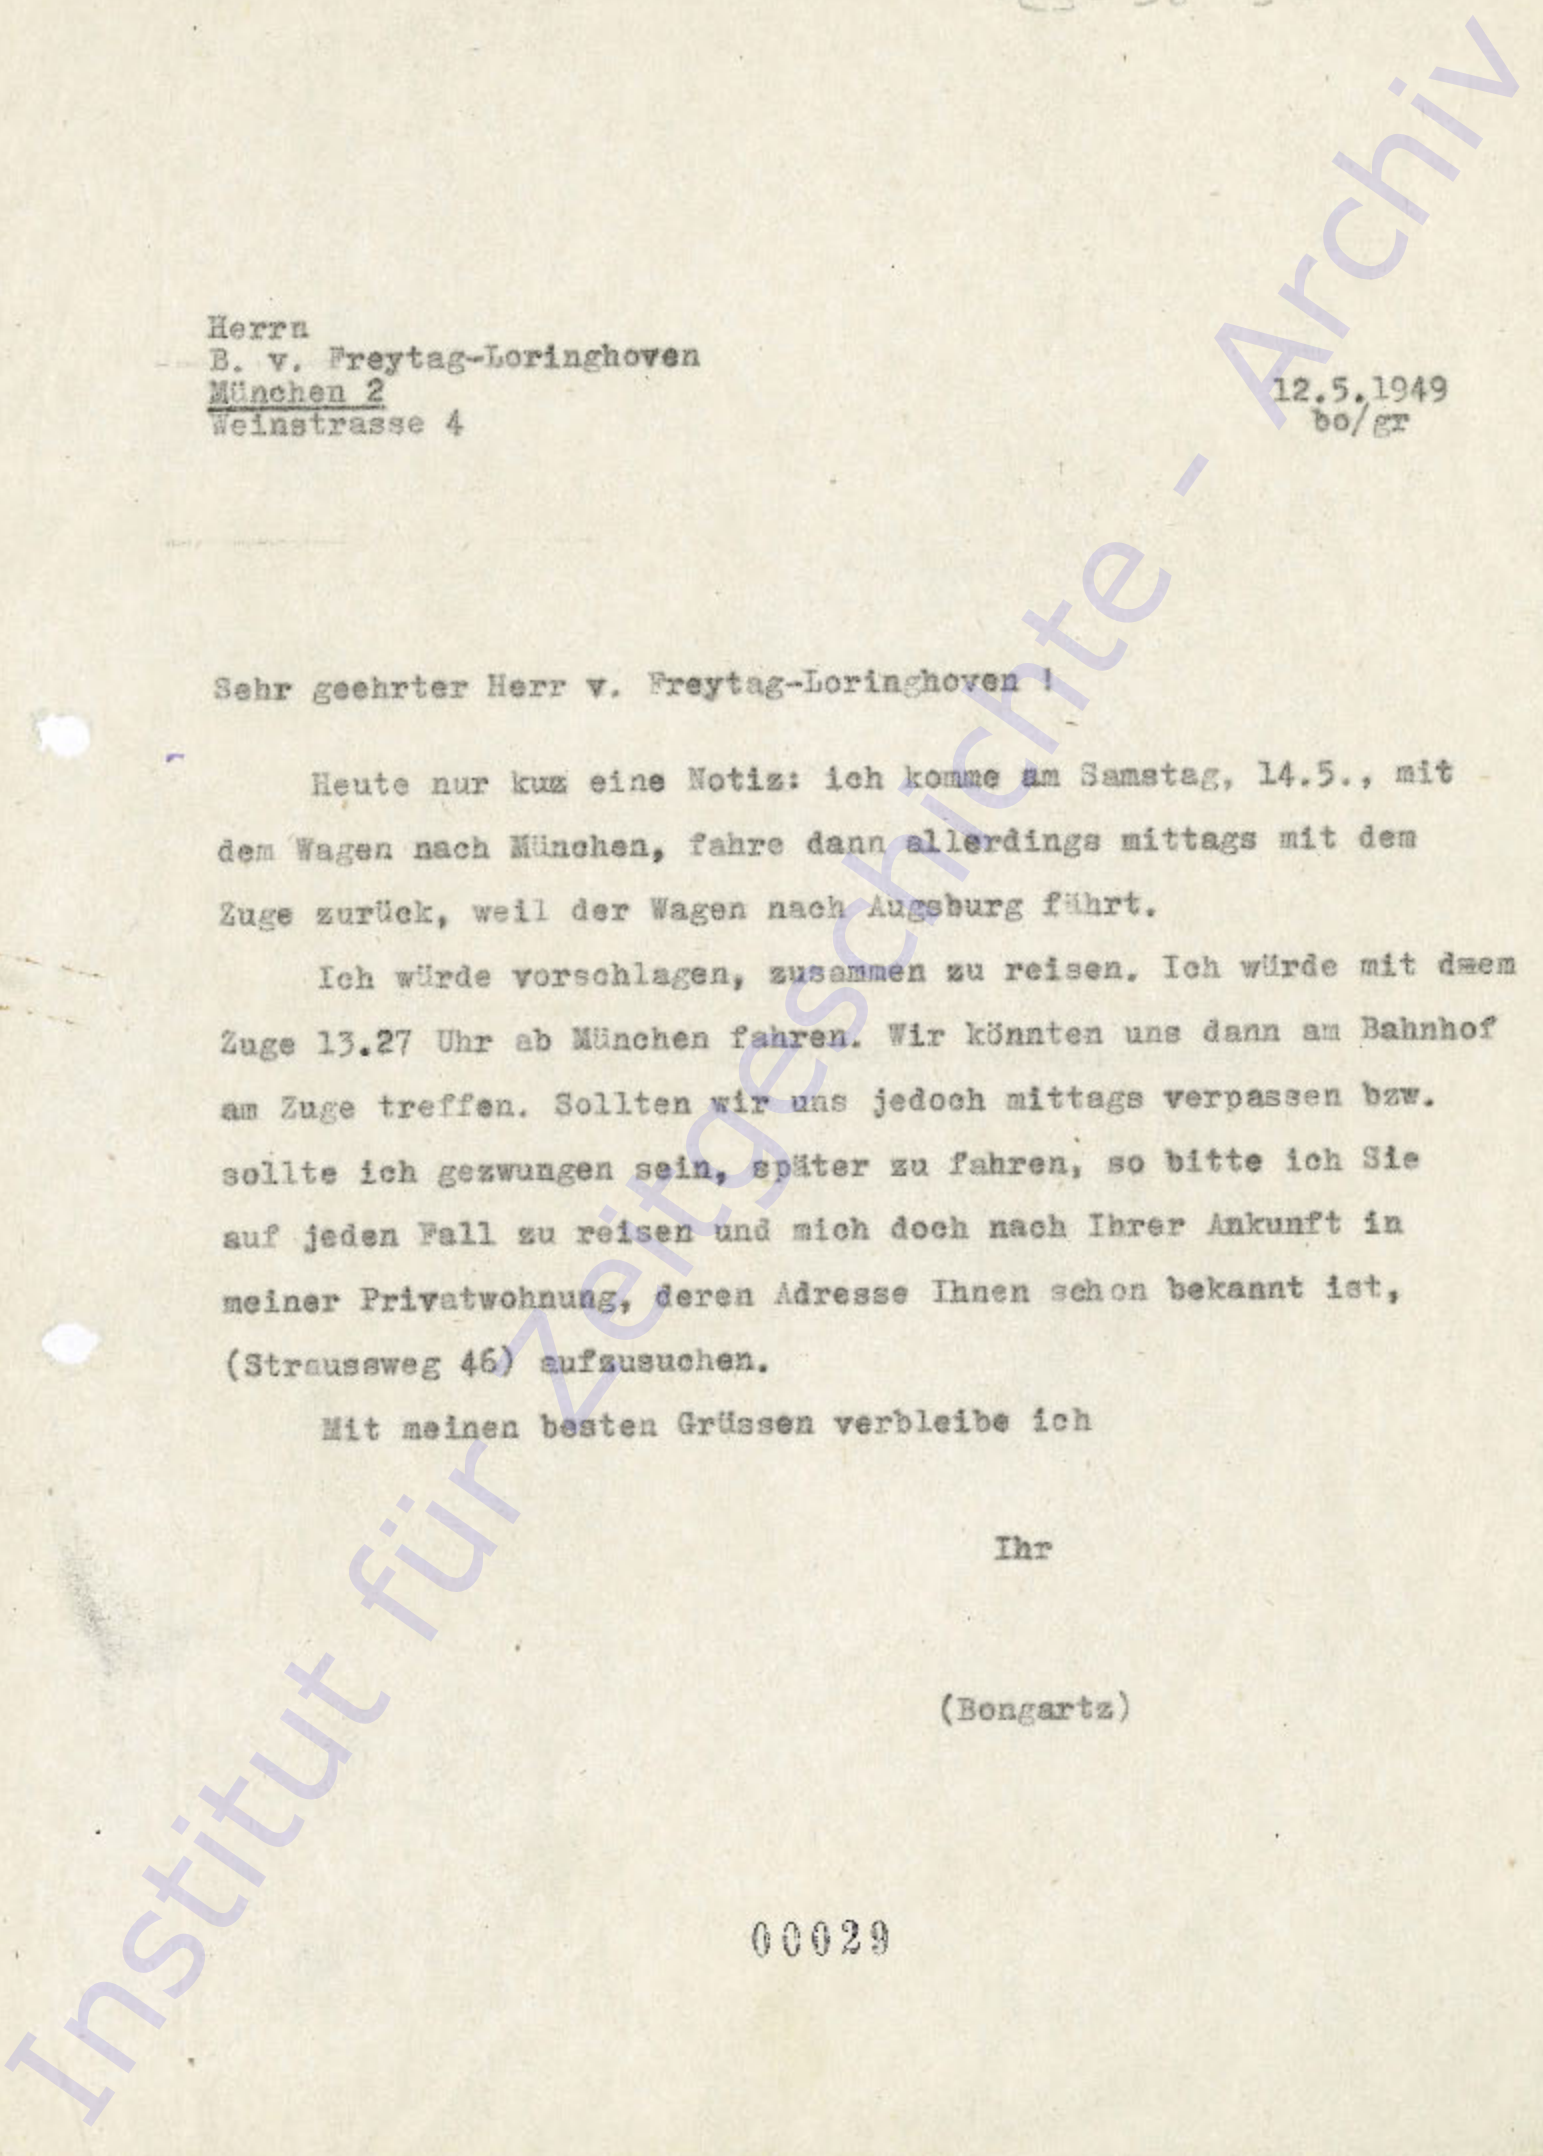 Herrn
B. v. Freytag-Loringhoven
München 2
Weinstrasse 4
12.5.1949
bo/gr
Sehr geehrter Herr v. Freytag-Loringhoven !
Heute nur kuz eine Notiz: ich komme am Samstag, 14.5., mit
dem Wagen nach München, fahre dann allerdings mittags mit dem
Zuge zurück, weil der Wagen nach Augsburg fährt.
Ich würde vorschlagen, zusammen zu reisen. Ich würde mit dem
Zuge 13.27 Uhr ab München fahren. Wir könnten uns dann am Bahnhof
am Zuge treffen. Sollten wir uns jedoch mittags verpassen bzw.
sollte ich gezwungen sein, später zu fahren, so bitte ich Sie
auf jeden Fall zu reisen und mich doch nach Ihrer Ankunft in
meiner Privatwohnung, deren Adresse Ihnen schon bekannt ist,
(Straussweg 46) aufzusuchen.
Mit meinen besten Grüssen verbleibe ich
Ihr
(Bongartz)
00029
Institut für Zeitgeschichte - Archiv